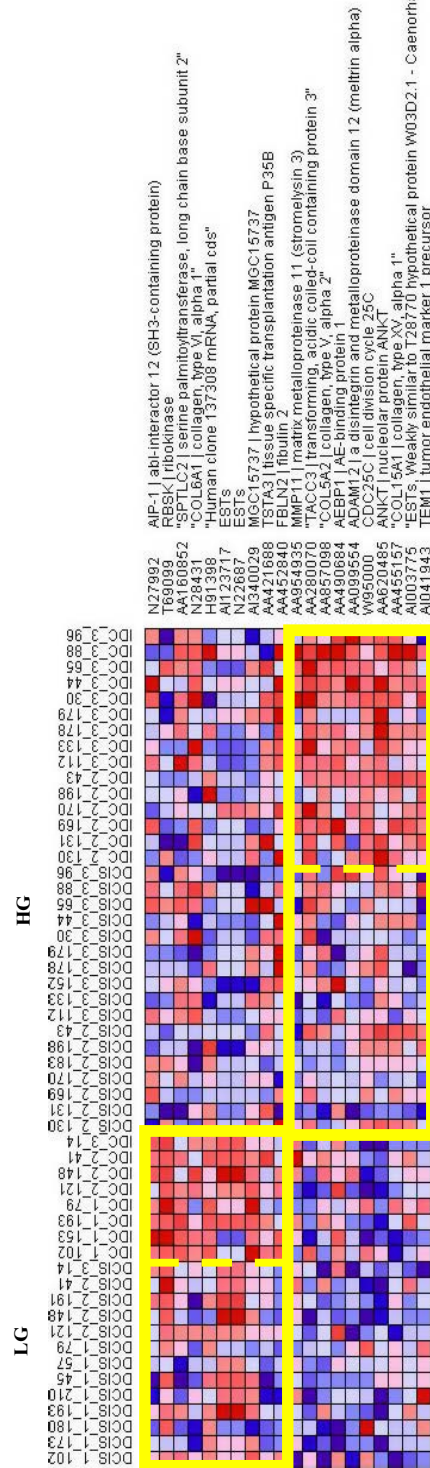 AIP-1 | abl-interactor 12 (SH3-containing protein)
RBSK | ribokinase
"SPTLC2 | serine palmitoyltransferase, long chain base subunit 2"
"COL6A1 | collagen, type VI, alpha 1"
"Human clone 137308 mRNA, partial cds"
ESTs
ESTs
MGC15737 | hypothetical protein MGC15737
TSTA3 | tissue specific transplantation antigen P35B
FBLN2 | fibulin 2
MMP11 | matrix metalloproteinase 11 (stromelysin 3)
"TACC3 | transforming, acidic coiled-coil containing protein 3"
"COL5A2 | collagen, type V, alpha 2"
AEBP1 | AE-binding protein 1
ADAM12 | a disintegrin and metalloproteinase domain 12 (meltrin alpha)
CDC25C | cell division cycle 25C
ANKT | nucleolar protein ANKT
"COL15A1 | collagen, type XV, alpha 1"
"ESTs, Weakly similar to T28770 hypothetical protein W03D2.1 - Caenorha
TEM1 | tumor endothelial marker 1 precursor
N27992
T69099
AA160852
N28431
H91398
AI123717
N22687
AI340029
AA421688
AA452840
AA954935
AA280070
AA857098
AA490684
AA099554
W95000
AA620485
AA455157
AI003775
AI041943
IDC_3_96
IDC_3_88
IDC_3_65
IDC_3_44
IDC_3_30
IDC_3_179
IDC_3_178
IDC_3_133
IDC_3_112
IDC_2_43
IDC_2_198
IDC_2_170
IDC_2_169
IDC_2_131
IDC_2_130
DCIS_3_96
DCIS_3_88
DCIS_3_65
DCIS_3_44
DCIS_3_30
DCIS_3_179
DCIS_3_178
DCIS_3_152
DCIS_3_133
DCIS_3_112
DCIS_2_43
DCIS_2_198
DCIS_2_183
DCIS_2_170
DCIS_2_169
DCIS_2_131
DCIS_2_130
IDC_3_14
IDC_2_41
IDC_2_148
IDC_2_121
IDC_1_79
IDC_1_193
IDC_1_153
IDC_1_102
DCIS_3_14
DCIS_2_41
DCIS_2_191
DCIS_2_148
DCIS_2_121
DCIS_1_79
DCIS_1_57
DCIS_1_45
DCIS_1_210
DCIS_1_193
DCIS_1_180
DCIS_1_173
DCIS_1_102
HG
LG